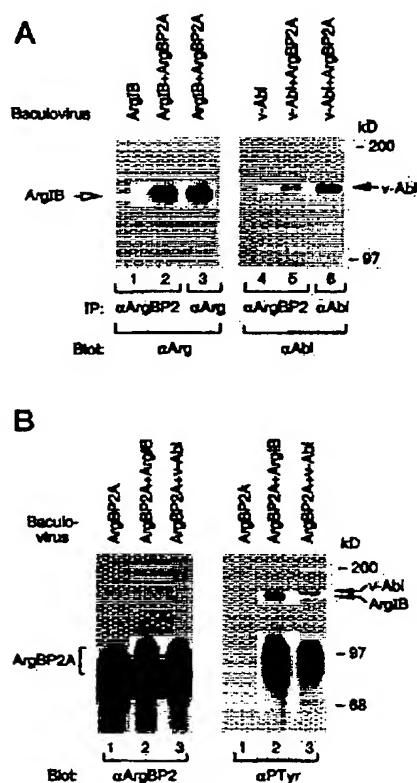 A
Baculovirus
ArgIB
ArgIB+ArgBP2A
ArgIB+ArgBP2A
v-Abl
v-Abl+ArgBP2A
v-Abl+ArgBP2A
kD
- 200
ArgIB
v-Abl
- 97
1 2 3 4 5 6
IP: αArgBP2 αArg αArgBP2 αAbl
Blot: αArg αAbl
B
Baculo-
virus
ArgBP2A
ArgBP2A+ArgIB
ArgBP2A+v-Abl
ArgBP2A
ArgBP2A+ArgIB
ArgBP2A+v-Abl
kD
- 200
v-Abl
ArgIB
ArgBP2A
- 97
- 68
1 2 3 1 2 3
Blot: αArgBP2 αPTyr